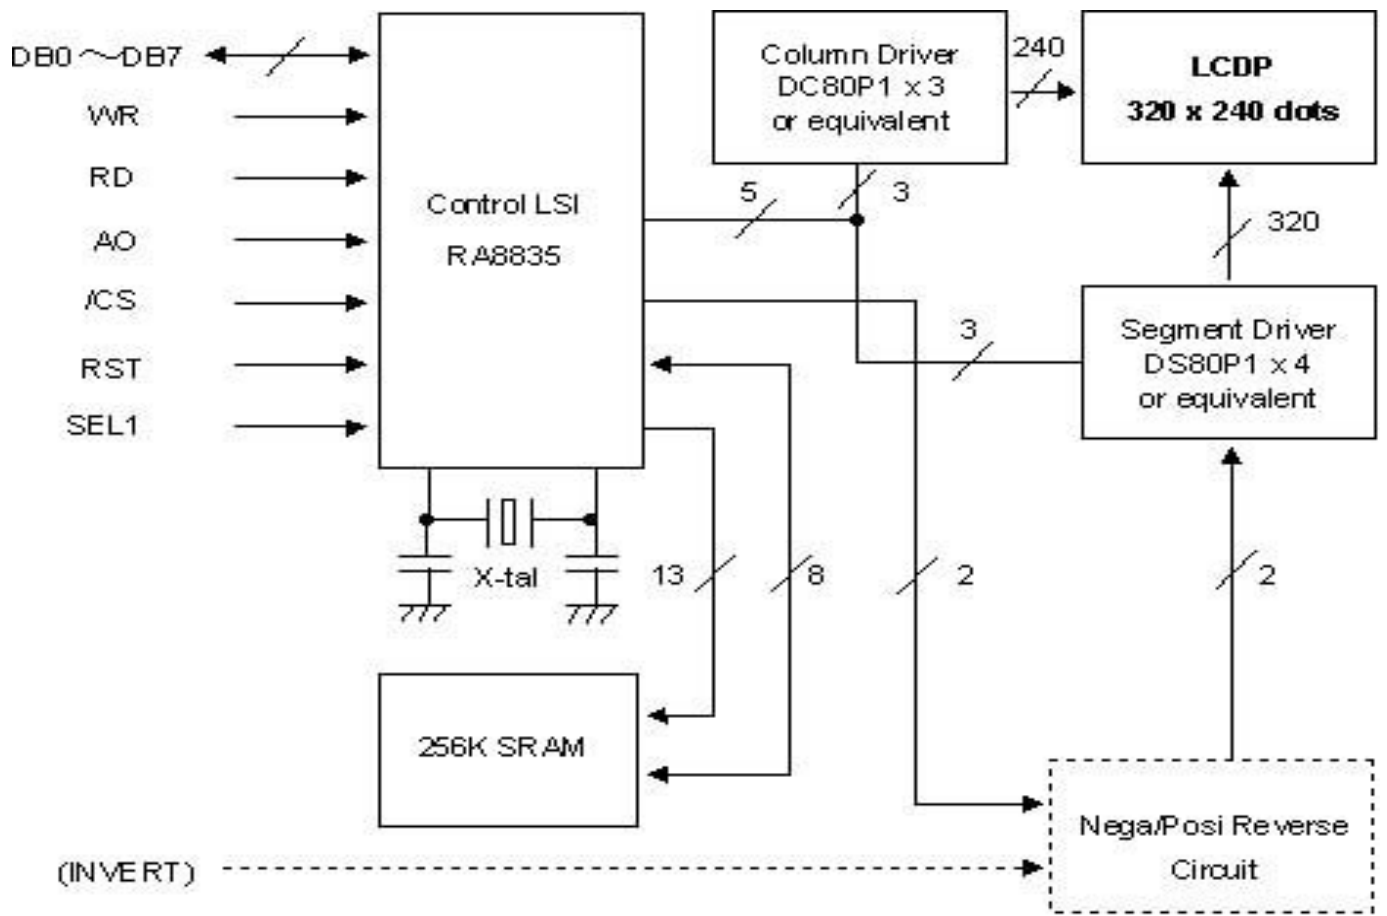 DB0 ~ DB7
WR
RD
AO
/CS
RST
SEL1
Control LSI
RA8835
X-tal
256K SRAM
(INVERT)
Column Driver
DC80P1 x 3
or equivalent
240
LCDP
320 x 240 dots
5
3
320
Segment Driver
DS80P1 x 4
or equivalent
3
13
8
2
2
Nega/Posi Reverse
Circuit